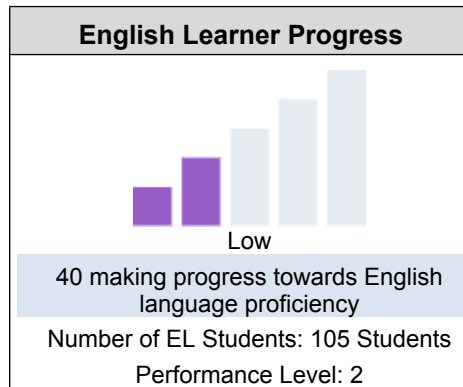 English Learner Progress
Low
40 making progress towards English
language proficiency
Number of EL Students: 105 Students
Performance Level: 2